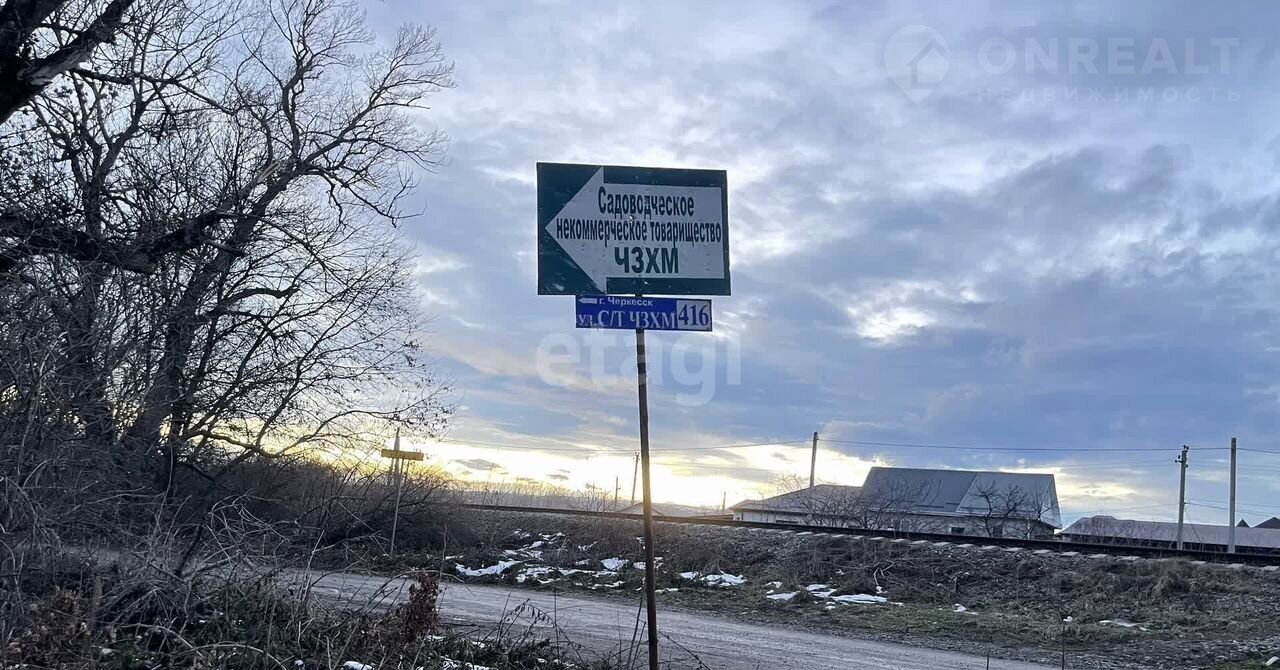 ONREALT
НЕДВИЖИМОСТЬ
Садоводческое
некоммерческое товарищество
ЧЗХМ
г. Черкесск
ул. С/Т ЧЗХМ 416
etagi